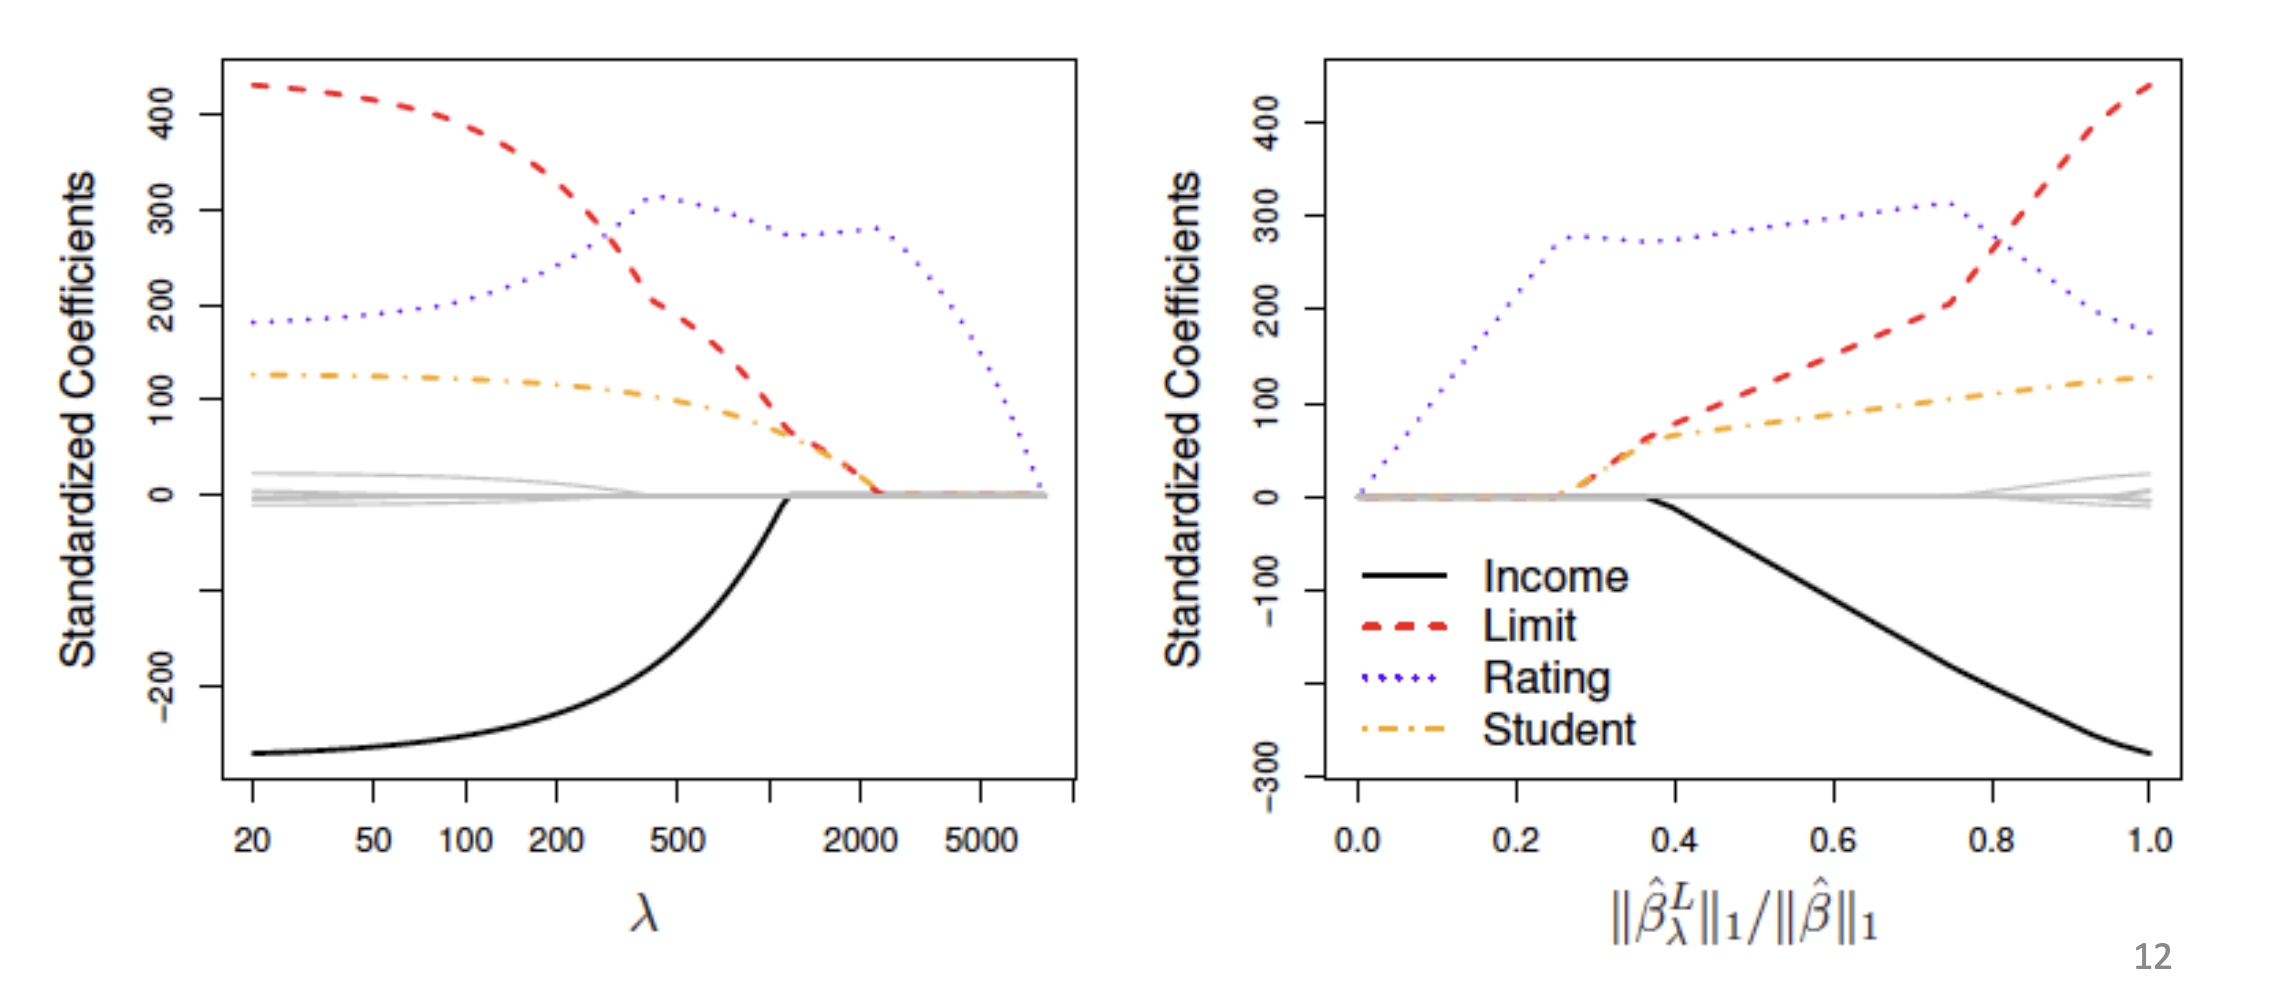 Standardized Coefficients
400
300
200
100
0
−200
20 50 100 200 500 2000 5000
λ
Standardized Coefficients
400
300
200
100
0
−100
−300
Income
Limit
Rating
Student
0.0 0.2 0.4 0.6 0.8 1.0
‖β̂λᴸ‖₁/‖β̂‖₁
12